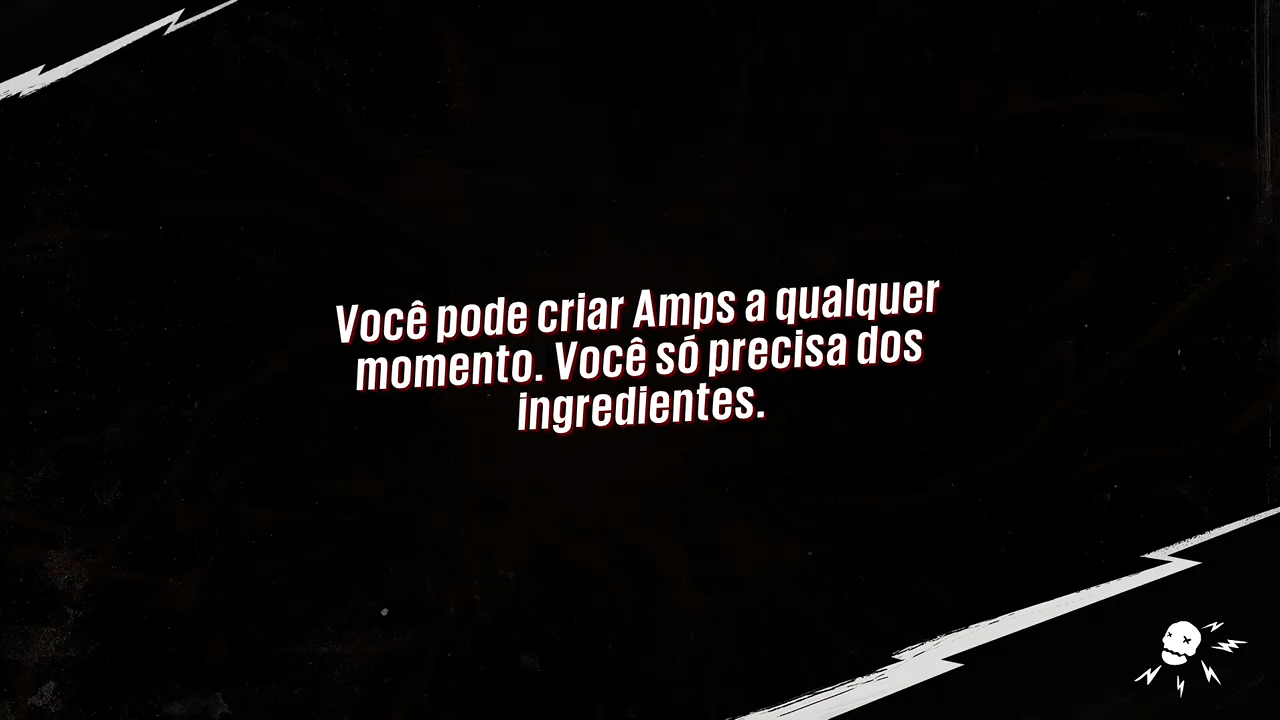 Você pode criar Amps a qualquer
momento. Você só precisa dos
ingredientes.